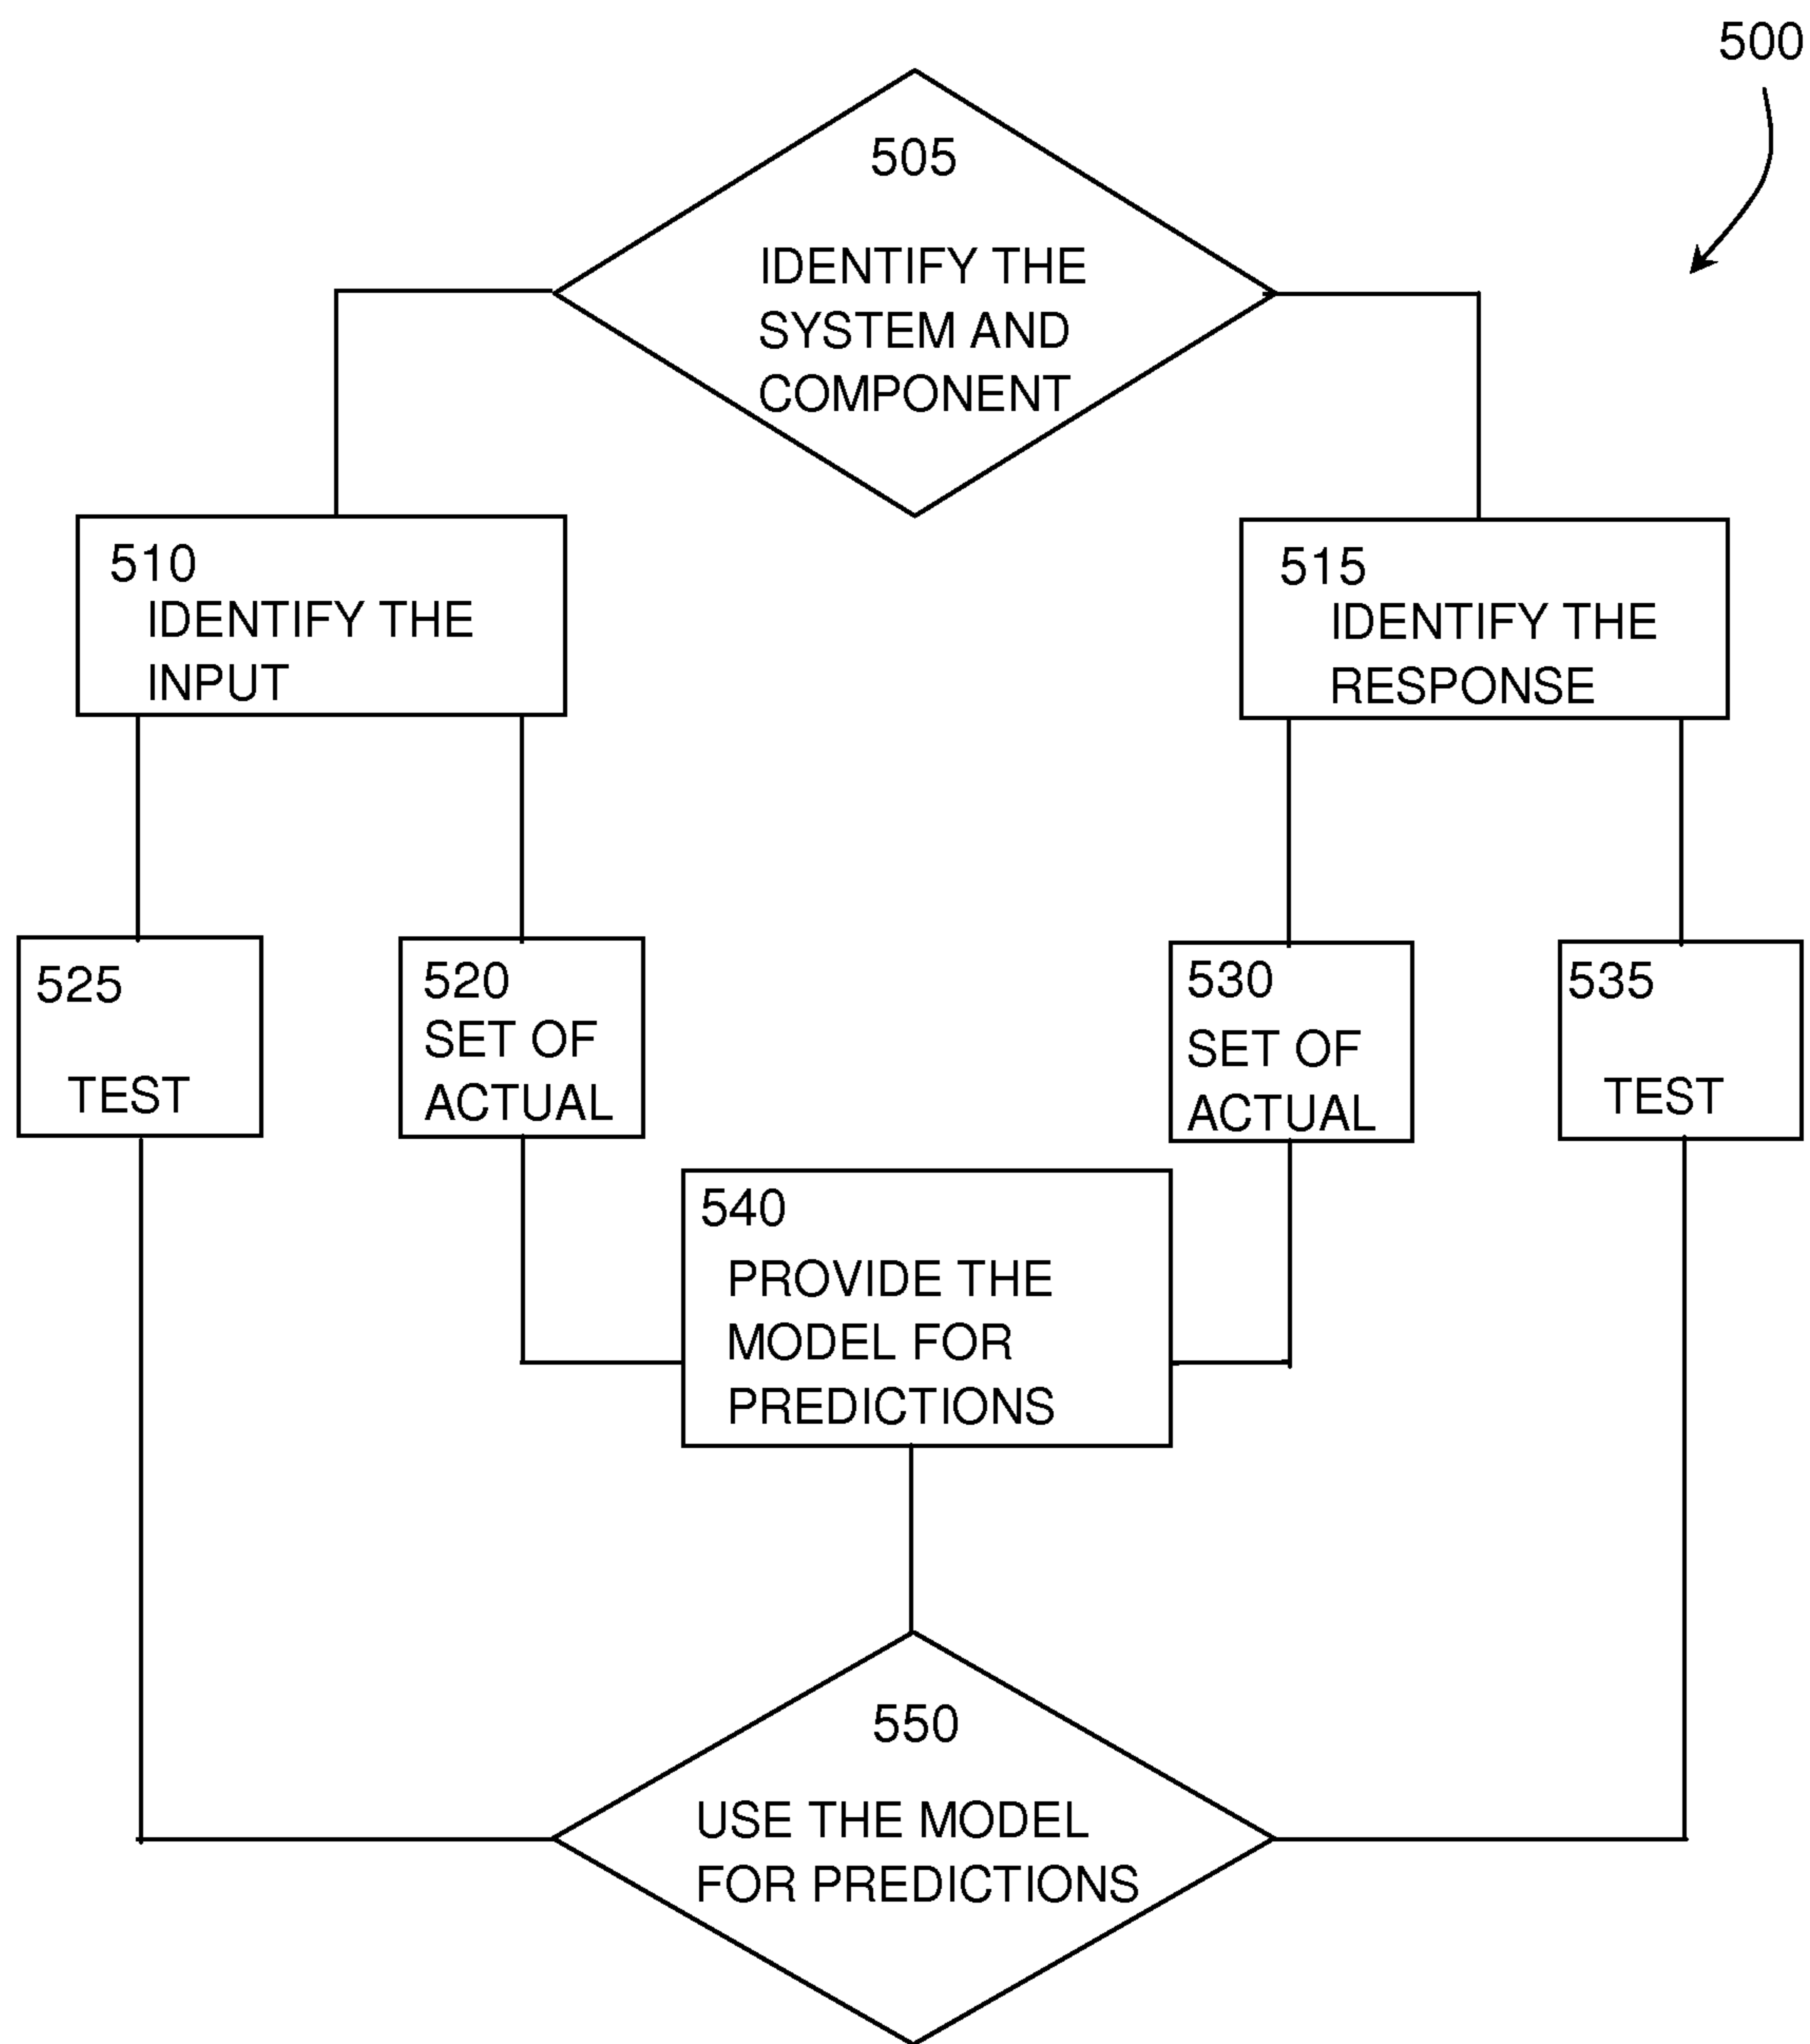 500
505
IDENTIFY THE
SYSTEM AND
COMPONENT
510
IDENTIFY THE
INPUT
515
IDENTIFY THE
RESPONSE
525
TEST
520
SET OF
ACTUAL
530
SET OF
ACTUAL
535
TEST
540
PROVIDE THE
MODEL FOR
PREDICTIONS
550
USE THE MODEL
FOR PREDICTIONS